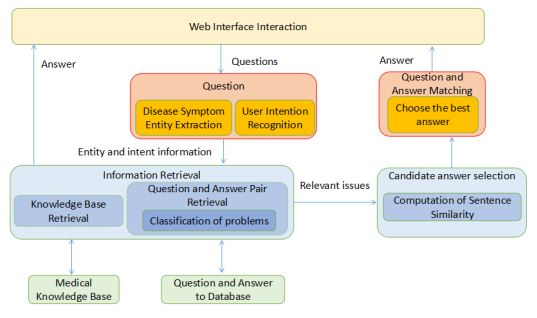 Web Interface Interaction
Answer
Questions
Answer
Question
Disease Symptom
Entity Extraction
User Intention
Recognition
Question and
Answer Matching
Choose the best
answer
Entity and intent information
Information Retrieval
Knowledge Base
Retrieval
Question and Answer Pair
Retrieval
Classification of problems
Relevant issues
Candidate answer selection
Computation of Sentence
Similarity
Medical
Knowledge Base
Question and Answer
to Database